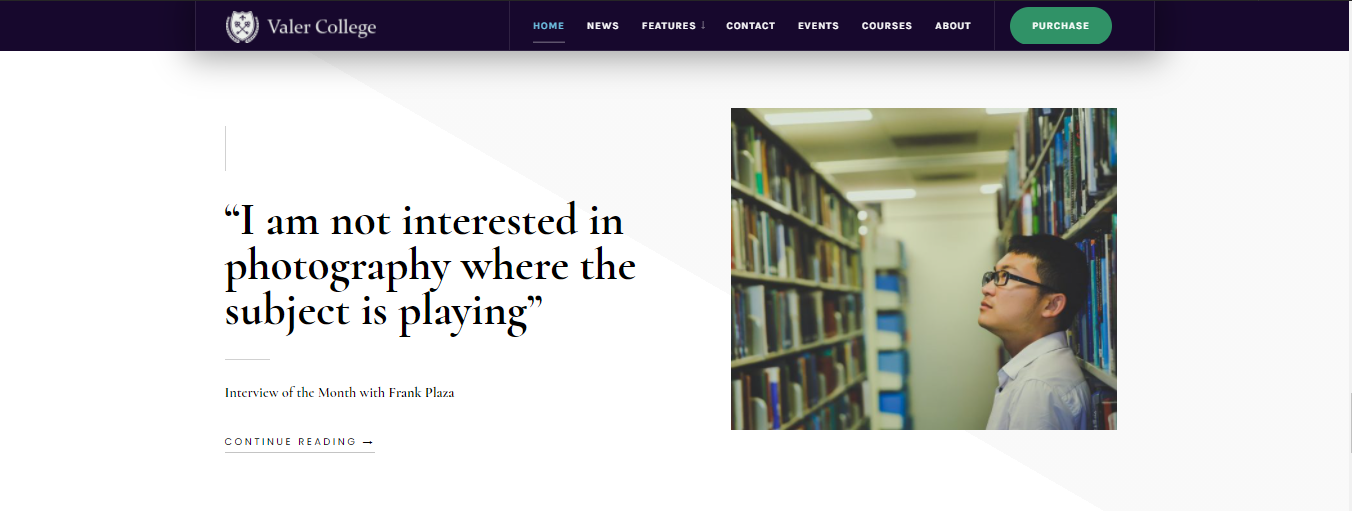 Valer College
HOME NEWS FEATURES ↓ CONTACT EVENTS COURSES ABOUT PURCHASE
“I am not interested in
photography where the
subject is playing”
Interview of the Month with Frank Plaza
CONTINUE READING →